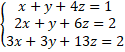 x + y + 4z = 1
2x + y + 6z = 2
3x + 3y + 13z = 2